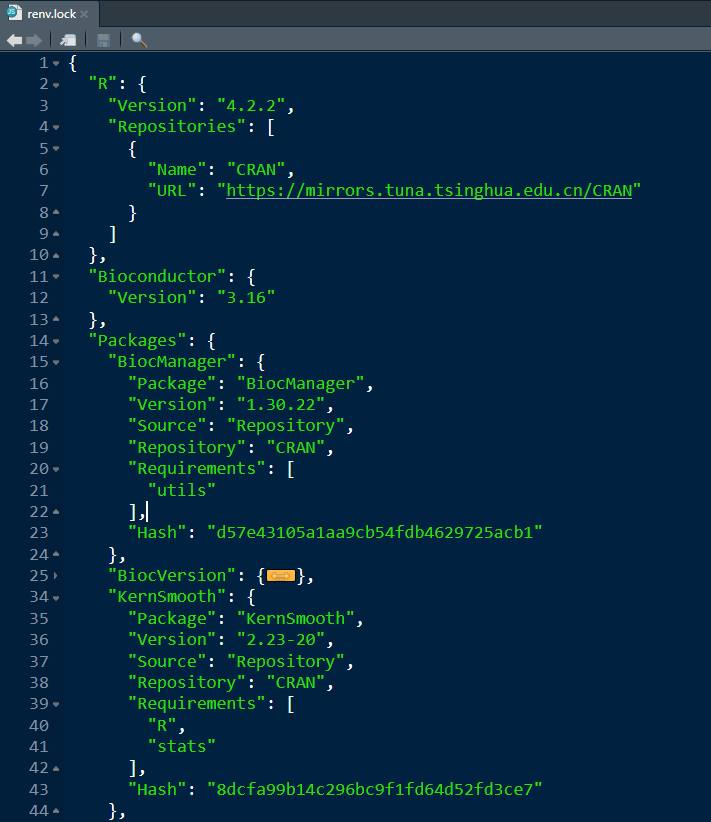 renv.lock
1 {
2 "R": {
3 "Version": "4.2.2",
4 "Repositories": [
5 {
6 "Name": "CRAN",
7 "URL": "https://mirrors.tuna.tsinghua.edu.cn/CRAN"
8 }
9 ]
10 },
11 "Bioconductor": {
12 "Version": "3.16"
13 },
14 "Packages": {
15 "BiocManager": {
16 "Package": "BiocManager",
17 "Version": "1.30.22",
18 "Source": "Repository",
19 "Repository": "CRAN",
20 "Requirements": [
21 "utils"
22 ],
23 "Hash": "d57e43105a1aa9cb54fdb4629725acb1"
24 },
25 "BiocVersion": {},
34 "KernSmooth": {
35 "Package": "KernSmooth",
36 "Version": "2.23-20",
37 "Source": "Repository",
38 "Repository": "CRAN",
39 "Requirements": [
40 "R",
41 "stats"
42 ],
43 "Hash": "8dcfa99b14c296bc9f1fd64d52fd3ce7"
44 },